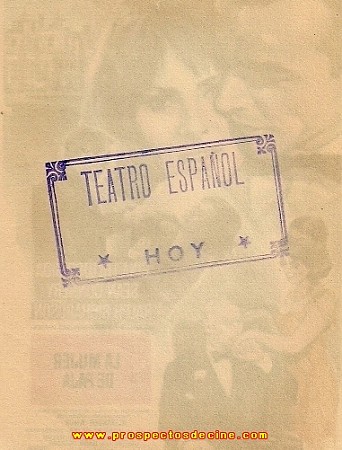 TEATRO ESPAÑOL
HOY
LA MUJER
DE PAJA
www.prospectosdecine.com